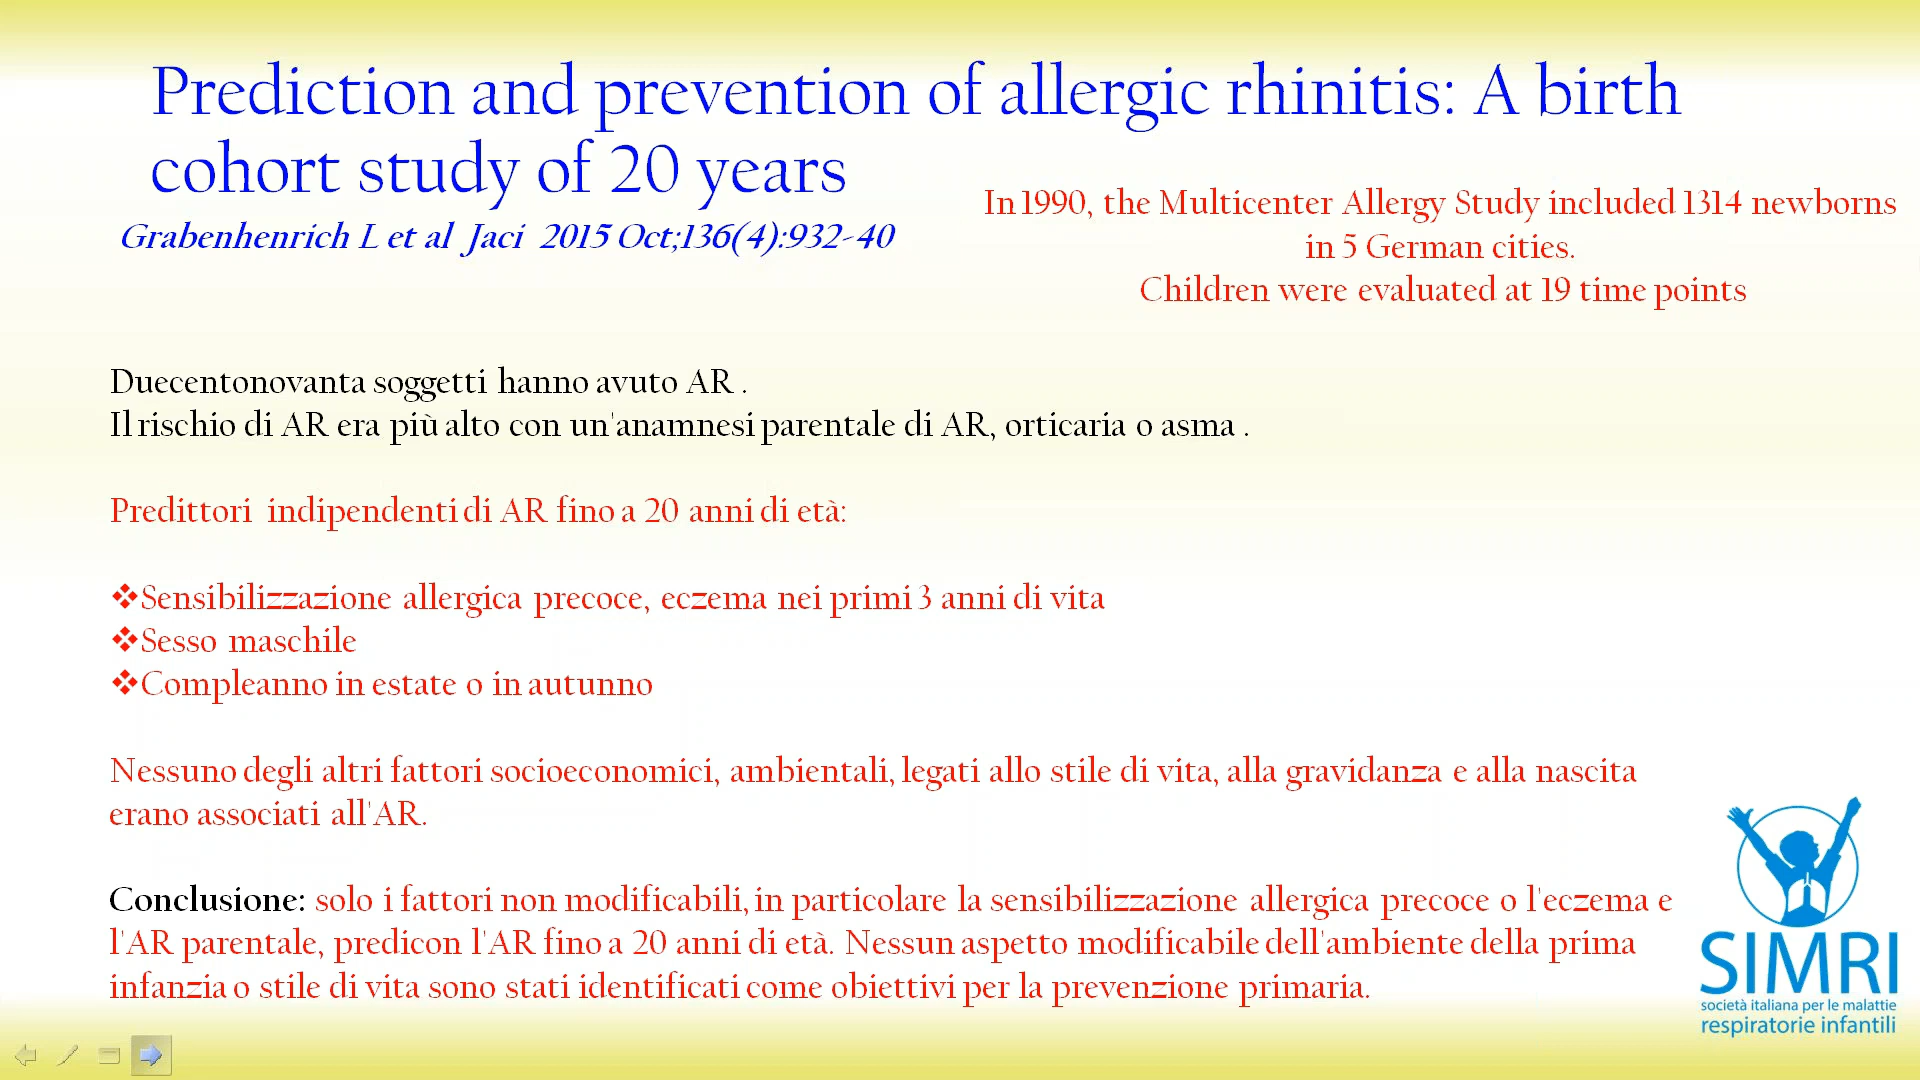 Prediction and prevention of allergic rhinitis: A birth
cohort study of 20 years
Grabenhenrich L et al Jaci 2015 Oct;136(4):932-40
In 1990, the Multicenter Allergy Study included 1314 newborns
in 5 German cities.
Children were evaluated at 19 time points
Duecentonovanta soggetti hanno avuto AR .
Il rischio di AR era più alto con un'anamnesi parentale di AR, orticaria o asma .
Predittori indipendenti di AR fino a 20 anni di età:
❖Sensibilizzazione allergica precoce, eczema nei primi 3 anni di vita
❖Sesso maschile
❖Compleanno in estate o in autunno
Nessuno degli altri fattori socioeconomici, ambientali, legati allo stile di vita, alla gravidanza e alla nascita
erano associati all'AR.
Conclusione: solo i fattori non modificabili, in particolare la sensibilizzazione allergica precoce o l'eczema e
l'AR parentale, predicon l'AR fino a 20 anni di età. Nessun aspetto modificabile dell'ambiente della prima
infanzia o stile di vita sono stati identificati come obiettivi per la prevenzione primaria.
SIMRI
società italiana per le malattie
respiratorie infantili